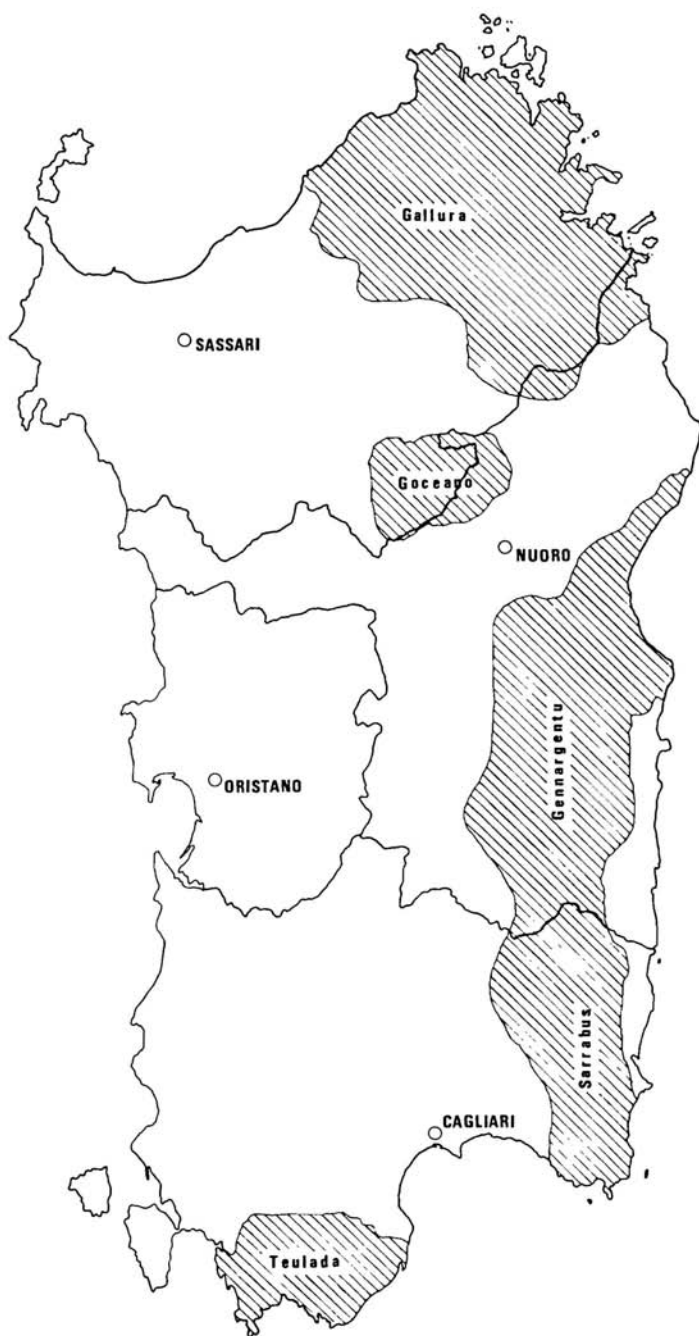 Gallura
SASSARI
Goceano
NUORO
Gennargentu
ORISTANO
Sarrabus
CAGLIARI
Teulada